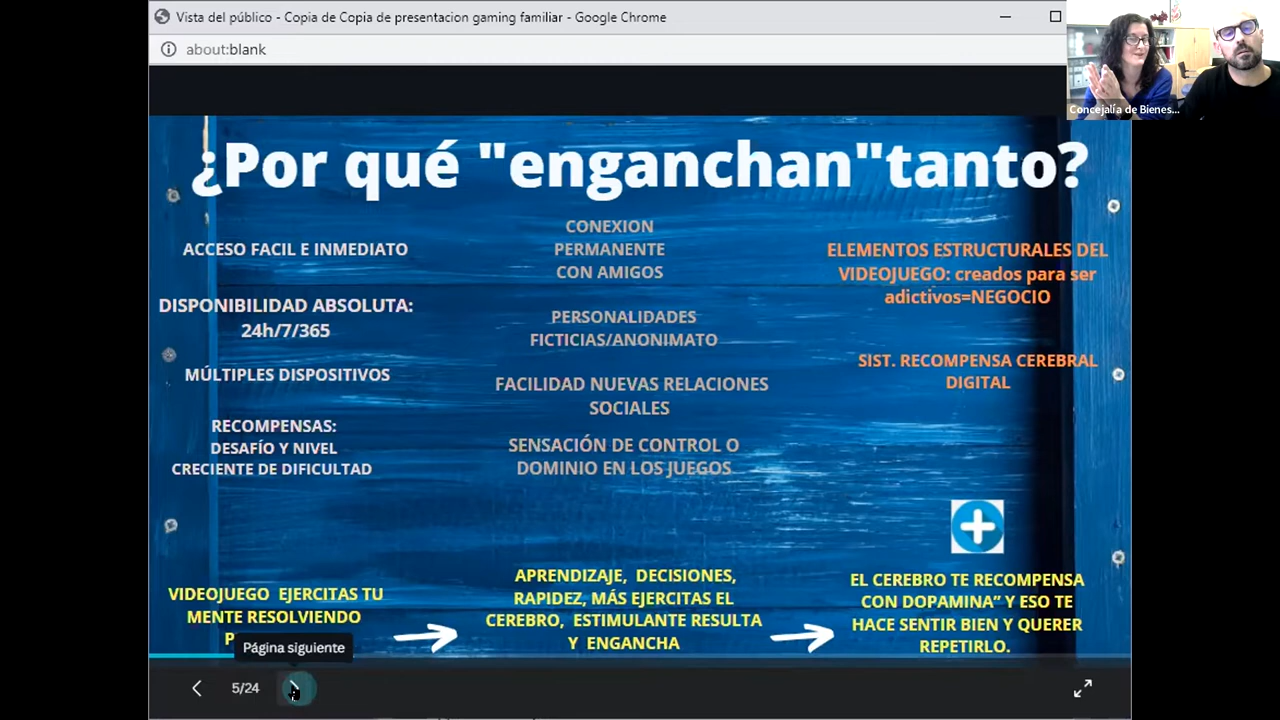 Vista del público - Copia de Copia de presentacion gaming familiar - Google Chrome
about:blank
Concejalía de Bienes...
¿Por qué "enganchan"tanto?
ACCESO FACIL E INMEDIATO
DISPONIBILIDAD ABSOLUTA:
24h/7/365
MÚLTIPLES DISPOSITIVOS
RECOMPENSAS:
DESAFÍO Y NIVEL
CRECIENTE DE DIFICULTAD
CONEXION
PERMANENTE
CON AMIGOS
PERSONALIDADES
FICTICIAS/ANONIMATO
FACILIDAD NUEVAS RELACIONES
SOCIALES
SENSACIÓN DE CONTROL O
DOMINIO EN LOS JUEGOS
ELEMENTOS ESTRUCTURALES DEL
VIDEOJUEGO: creados para ser
adictivos=NEGOCIO
SIST. RECOMPENSA CEREBRAL
DIGITAL
VIDEOJUEGO EJERCITAS TU
MENTE RESOLVIENDO
APRENDIZAJE, DECISIONES,
RAPIDEZ, MÁS EJERCITAS EL
CEREBRO, ESTIMULANTE RESULTA
Y ENGANCHA
EL CEREBRO TE RECOMPENSA
CON DOPAMINA” Y ESO TE
HACE SENTIR BIEN Y QUERER
REPETIRLO.
Página siguiente
5/24